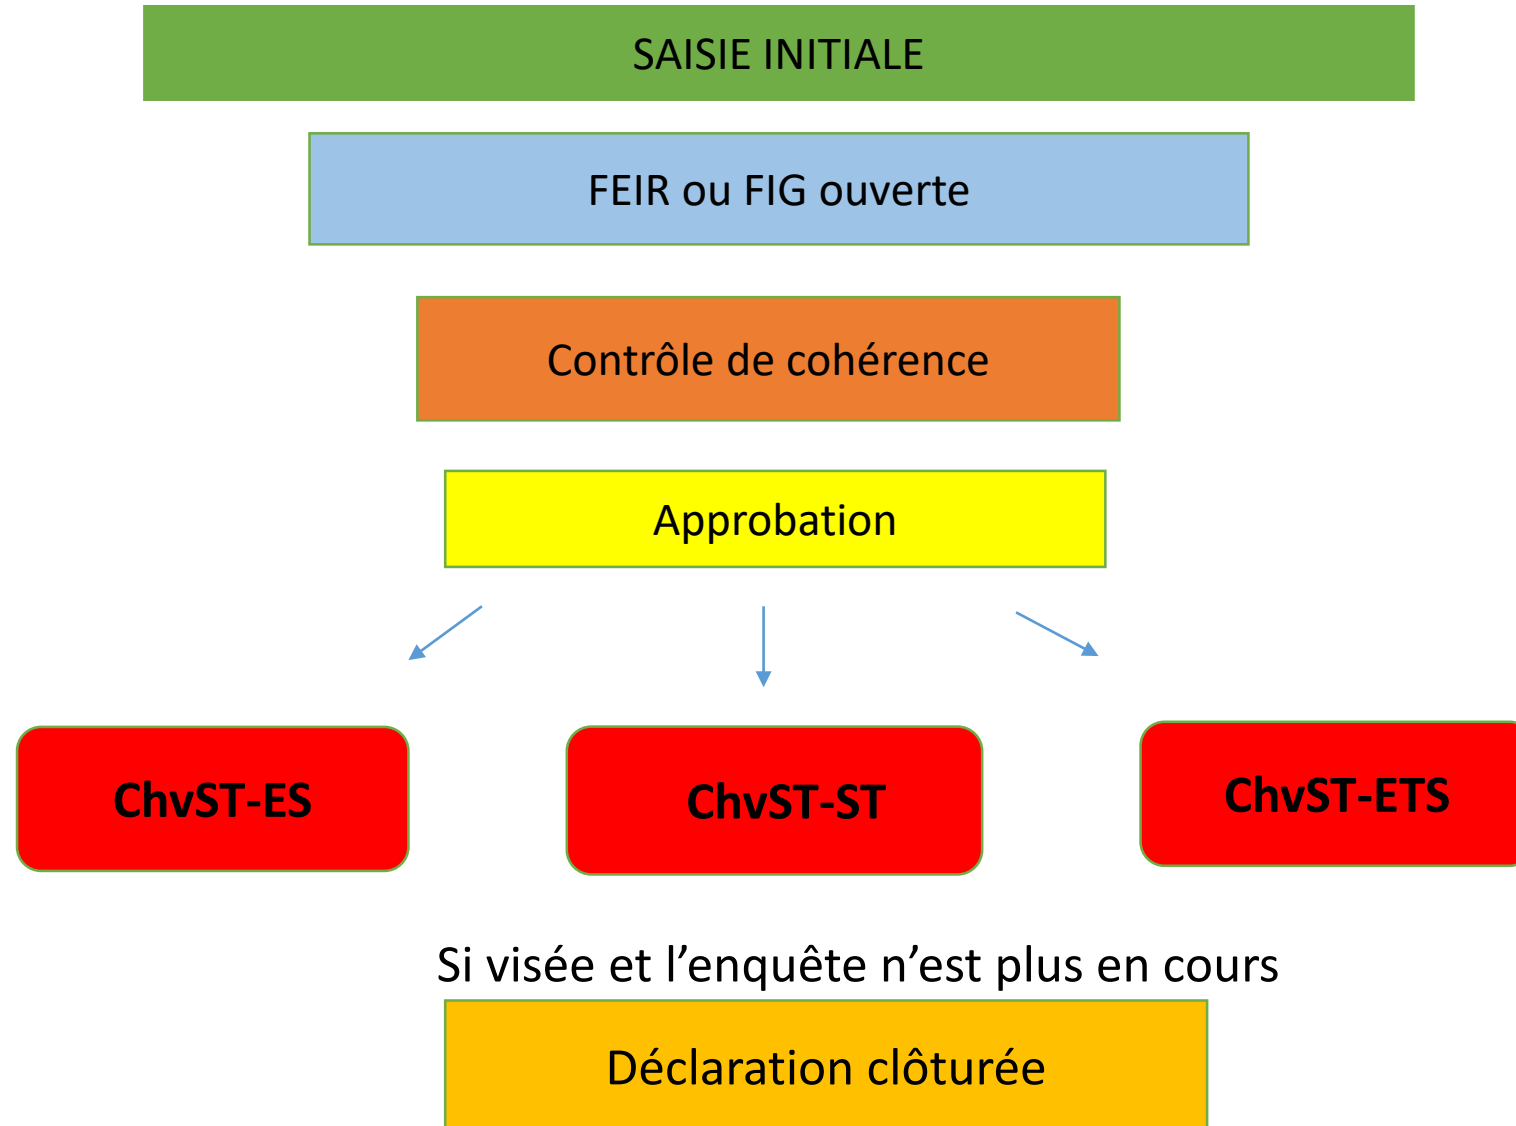 SAISIE INITIALE
FEIR ou FIG ouverte
Contrôle de cohérence
Approbation
ChvST-ES
ChvST-ST
ChvST-ETS
Si visée et l’enquête n’est plus en cours
Déclaration clôturée